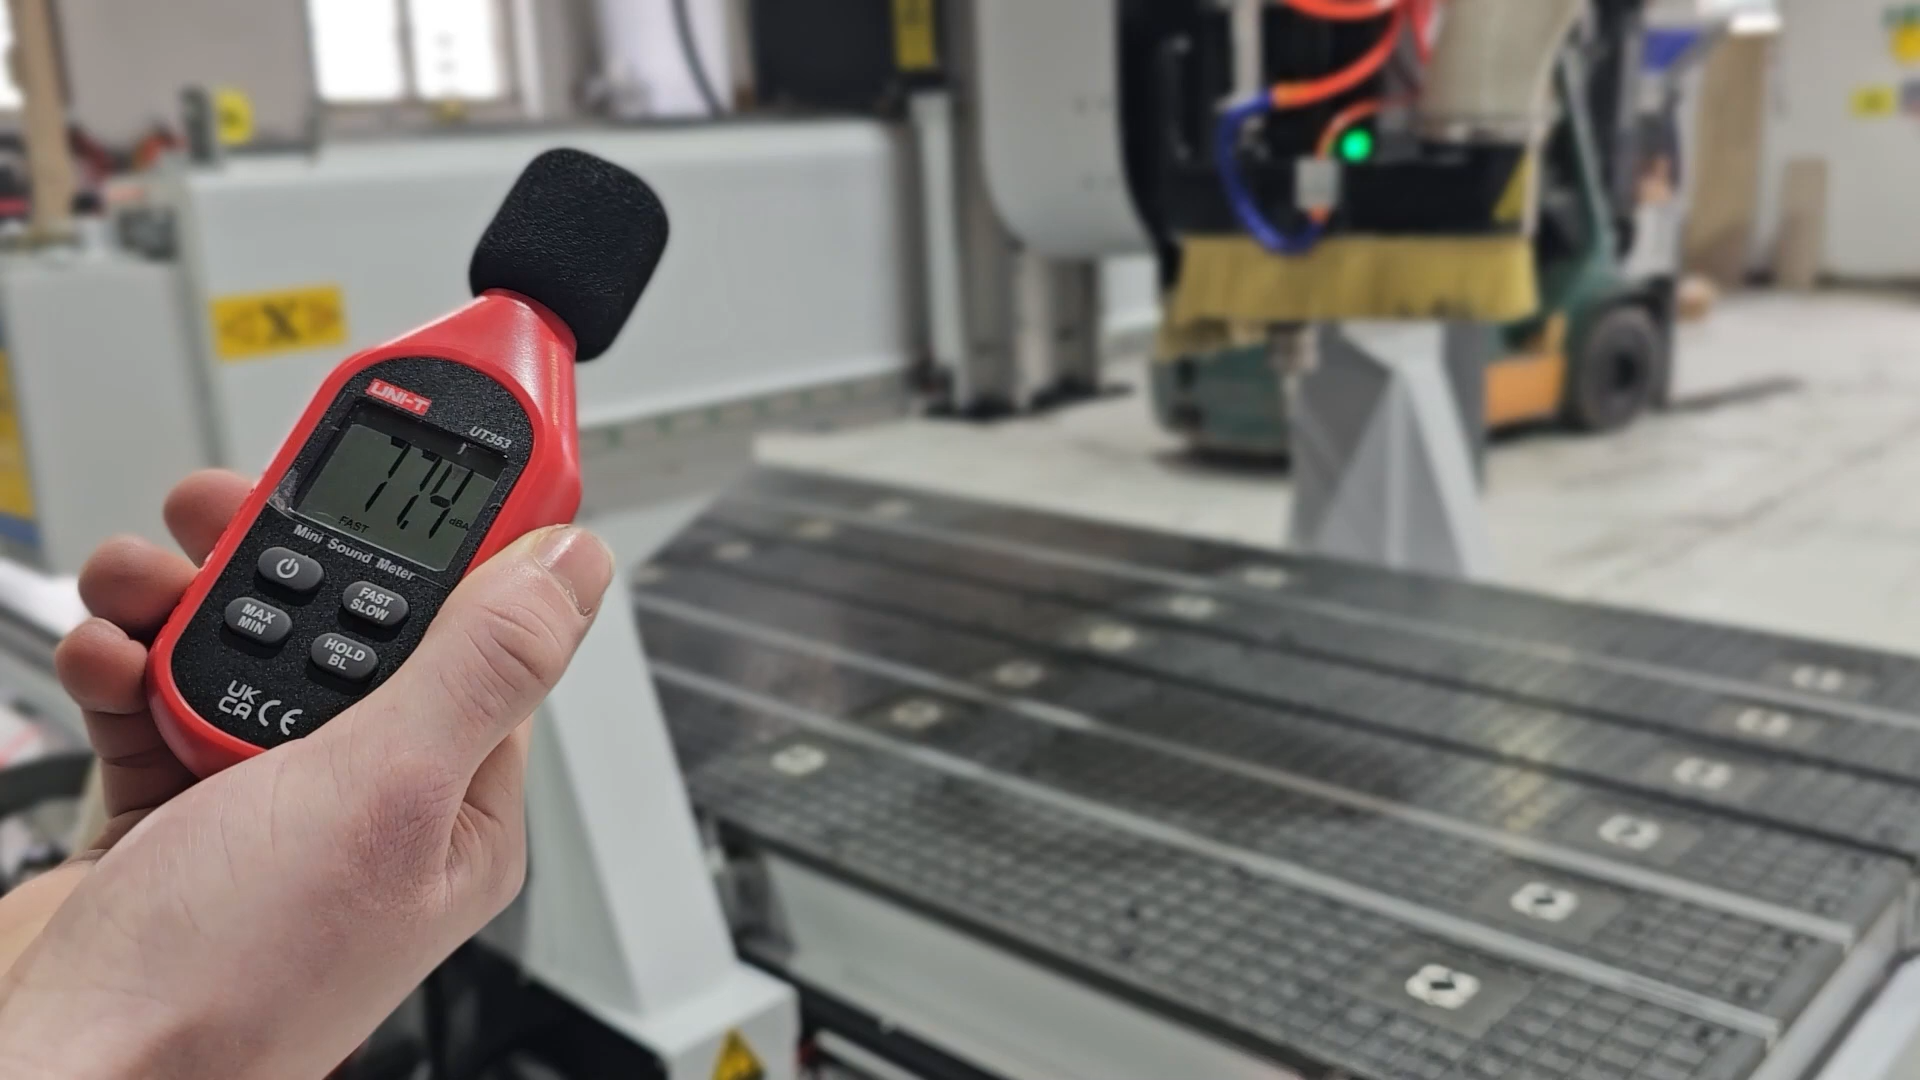 UNI-T
UT353
77.4
FAST
dBA
Mini Sound Meter
FAST
SLOW
MAX
MIN
HOLD
BL
UK
CA CE
X